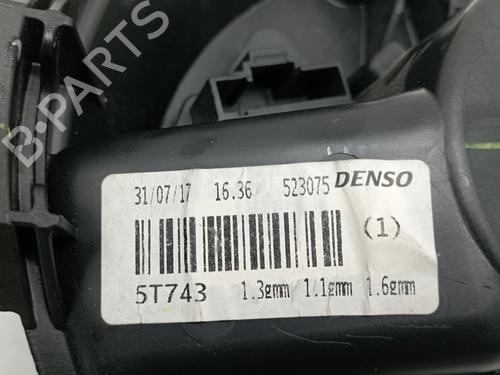 B-PARTS
31/07/17 16.36 523075 DENSO
(1)
5T743 1.3gmm 1.1gmm 1.6gmm